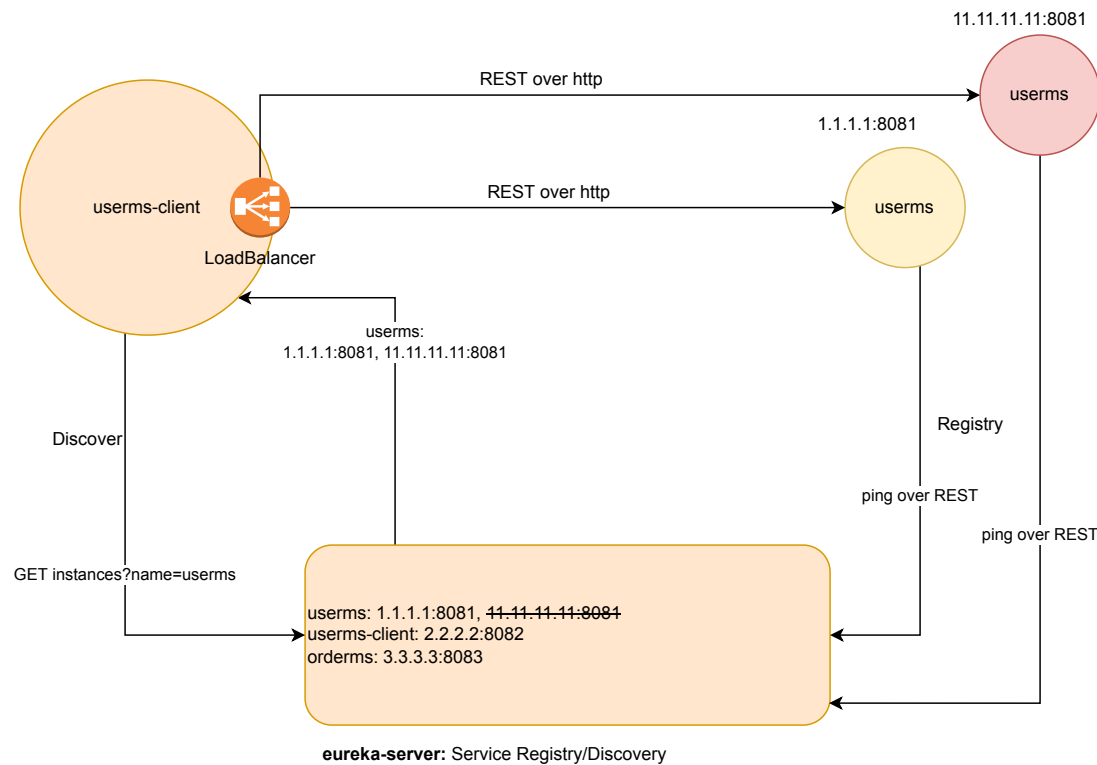 11.11.11.11:8081
REST over http
userms
1.1.1.1:8081
userms-client
REST over http
userms
LoadBalancer
userms:
1.1.1.1:8081, 11.11.11.11:8081
Discover
Registry
ping over REST
ping over REST
GET instances?name=userms
userms: 1.1.1.1:8081, 11.11.11.11:8081
userms-client: 2.2.2.2:8082
orderms: 3.3.3.3:8083
eureka-server: Service Registry/Discovery